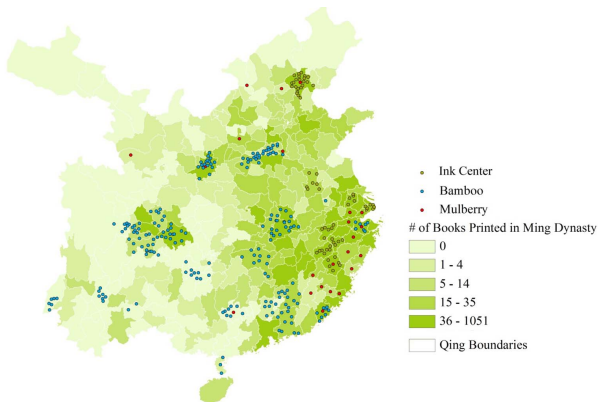 Ink Center
Bamboo
Mulberry
# of Books Printed in Ming Dynasty
0
1 - 4
5 - 14
15 - 35
36 - 1051
Qing Boundaries